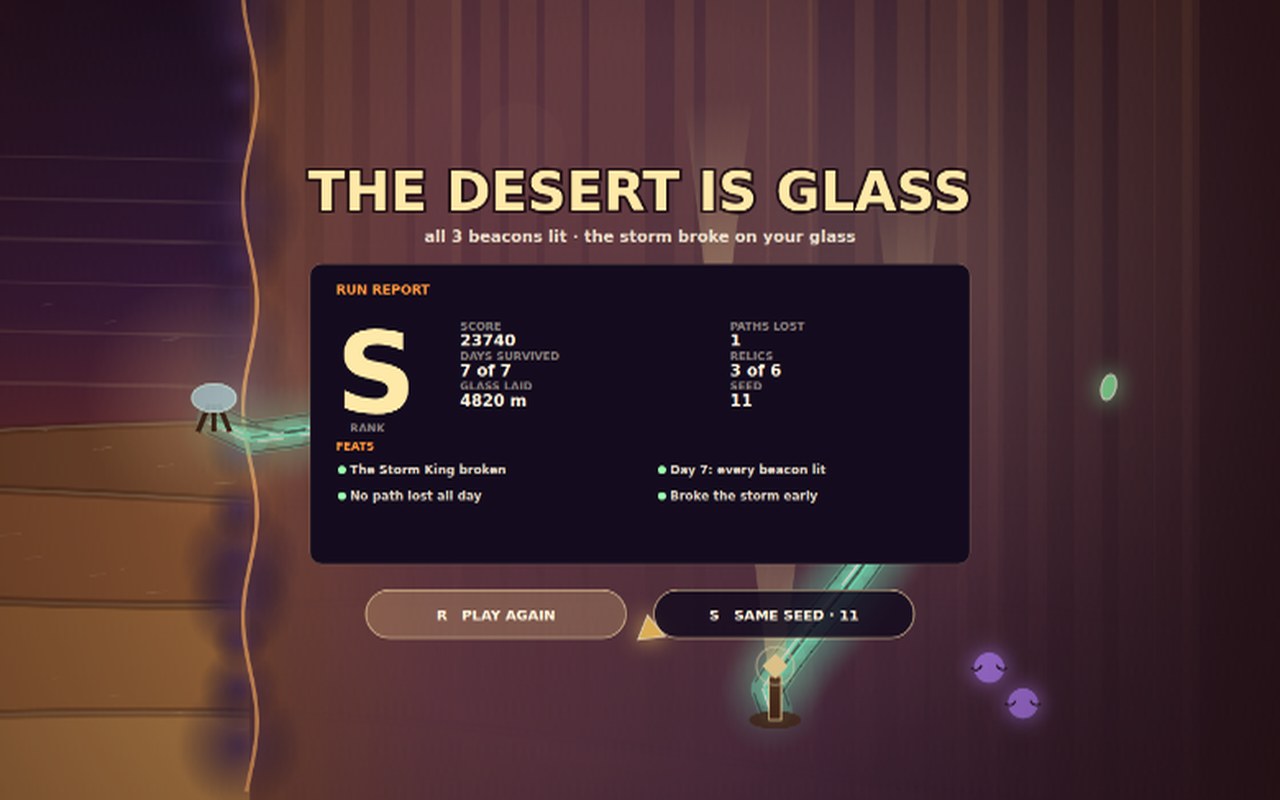 THE DESERT IS GLASS
all 3 beacons lit · the storm broke on your glass
RUN REPORT
S
RANK
SCORE
23740
DAYS SURVIVED
7 of 7
GLASS LAID
4820 m
PATHS LOST
1
RELICS
3 of 6
SEED
11
FEATS
The Storm King broken
Day 7: every beacon lit
No path lost all day
Broke the storm early
R PLAY AGAIN
S SAME SEED · 11